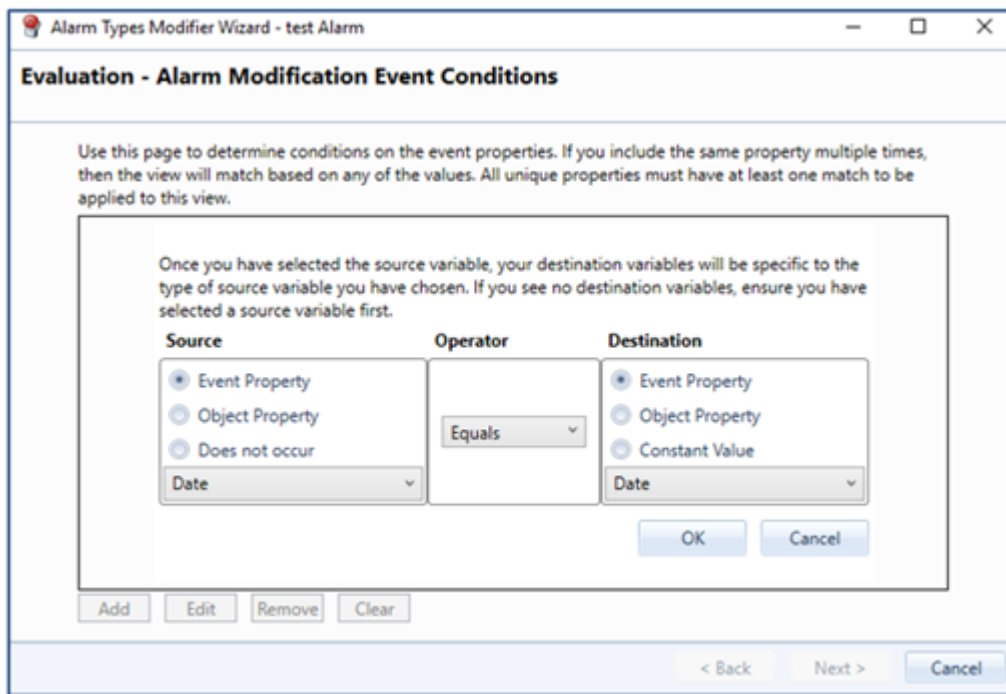 Alarm Types Modifier Wizard - test Alarm
Evaluation - Alarm Modification Event Conditions
Use this page to determine conditions on the event properties. If you include the same property multiple times,
then the view will match based on any of the values. All unique properties must have at least one match to be
applied to this view.
Once you have selected the source variable, your destination variables will be specific to the
type of source variable you have chosen. If you see no destination variables, ensure you have
selected a source variable first.
Source Operator Destination
Event Property Event Property
Object Property Equals Object Property
Does not occur Constant Value
Date Date
OK Cancel
Add Edit Remove Clear
< Back Next > Cancel